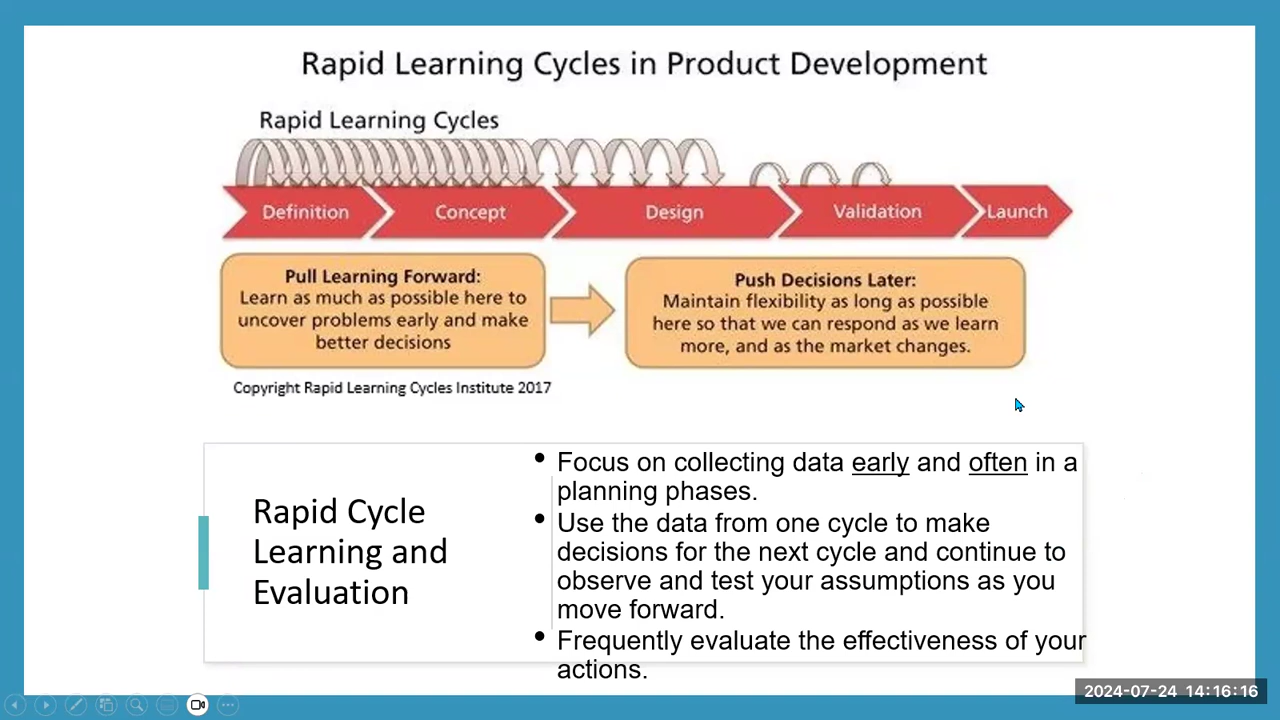 Rapid Learning Cycles in Product Development
Rapid Learning Cycles
Definition
Concept
Design
Validation
Launch
Pull Learning Forward:
Learn as much as possible here to
uncover problems early and make
better decisions
Push Decisions Later:
Maintain flexibility as long as possible
here so that we can respond as we learn
more, and as the market changes.
Copyright Rapid Learning Cycles Institute 2017
Rapid Cycle
Learning and
Evaluation
• Focus on collecting data early and often in a
planning phases.
• Use the data from one cycle to make
decisions for the next cycle and continue to
observe and test your assumptions as you
move forward.
• Frequently evaluate the effectiveness of your
actions.
2024-07-24 14:16:16